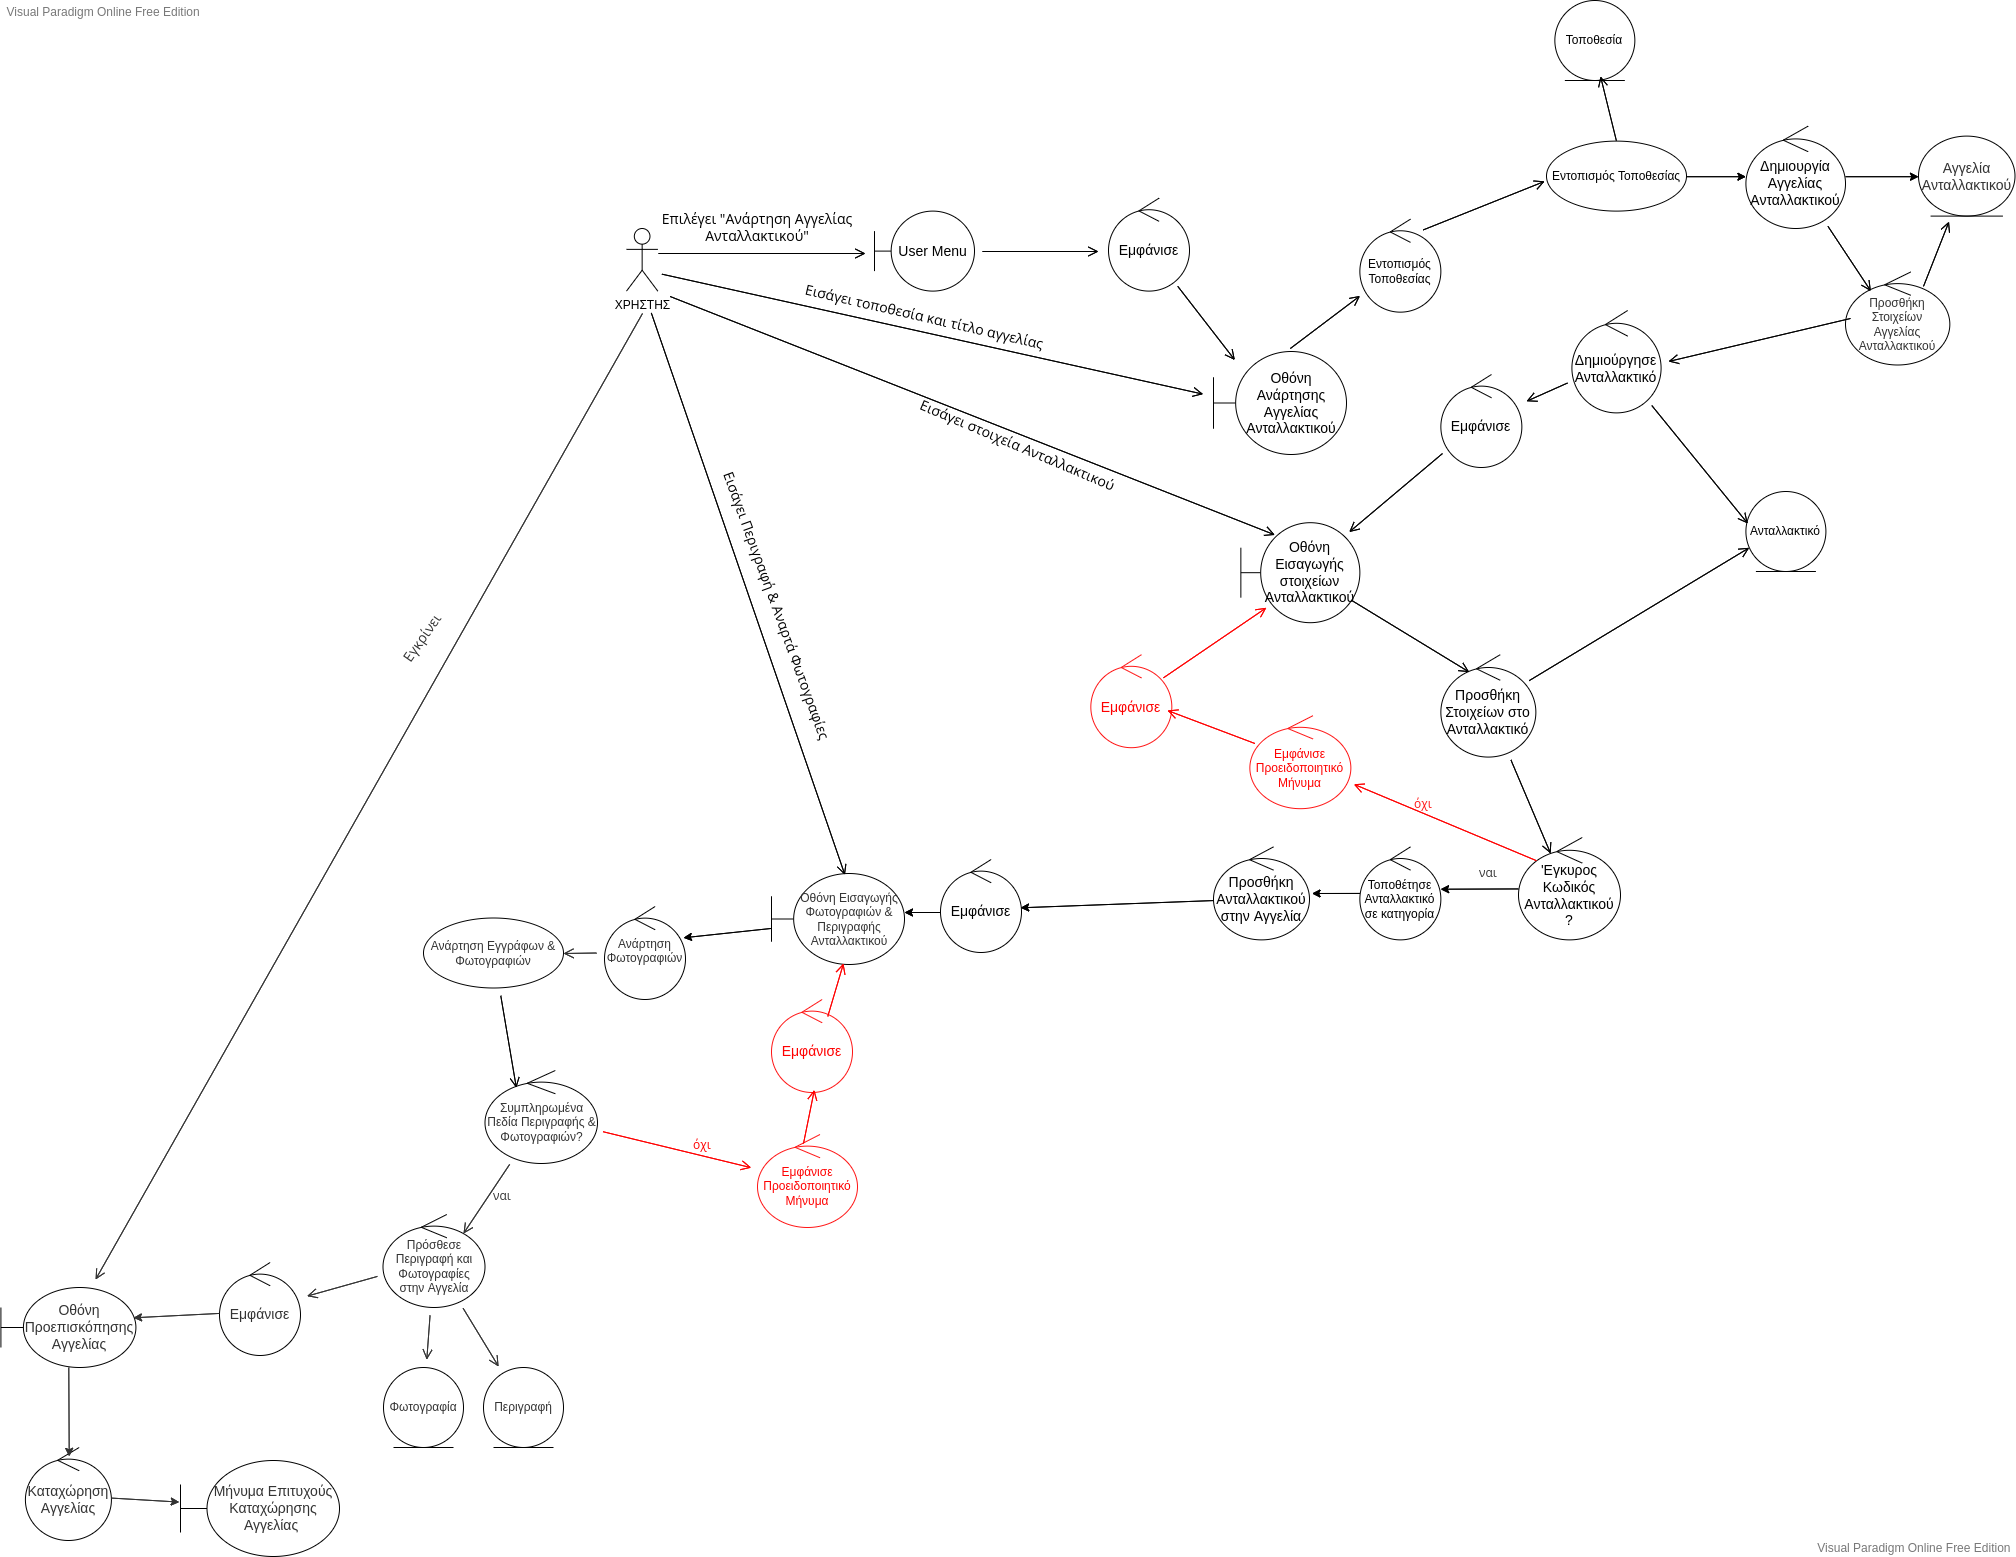 Visual Paradigm Online Free Edition
Τοποθεσία
Εντοπισμός Τοποθεσίας
Δημιουργία
Αγγελίας
Ανταλλακτικού
Αγγελία
Ανταλλακτικού
Επιλέγει "Ανάρτηση Αγγελίας
Ανταλλακτικού"
User Menu
Εμφάνισε
ΧΡΗΣΤΗΣ
Εντοπισμός
Τοποθεσίας
Εισάγει τοποθεσία και τίτλο αγγελίας
Προσθήκη
Στοιχείων
Αγγελίας
Ανταλλακτικού
Δημιούργησε
Ανταλλακτικό
Οθόνη
Ανάρτησης
Αγγελίας
Ανταλλακτικού
Εμφάνισε
Εισάγει στοιχεία Ανταλλακτικού
Ανταλλακτικό
Οθόνη
Εισαγωγής
στοιχείων
Ανταλλακτικού
Εισάγει Περιγραφή & Αναρτά Φωτογραφίες
Εγκρίνει
Εμφάνισε
Προσθήκη
Στοιχείων στο
Ανταλλακτικό
Εμφάνισε
Προειδοποιητικό
Μήνυμα
όχι
ναι
'Εγκυρος
Κωδικός
Ανταλλακτικού
?
Τοποθέτησε
Ανταλλακτικό
σε κατηγορία
Προσθήκη
Ανταλλακτικού
στην Αγγελία
Εμφάνισε
Οθόνη Εισαγωγής
Φωτογραφιών &
Περιγραφής
Ανταλλακτικού
Ανάρτηση
Φωτογραφιών
Ανάρτηση Εγγράφων &
Φωτογραφιών
Εμφάνισε
Συμπληρωμένα
Πεδία Περιγραφής &
Φωτογραφιών?
όχι
Εμφάνισε
Προειδοποιητικό
Μήνυμα
ναι
Πρόσθεσε
Περιγραφή και
Φωτογραφίες
στην Αγγελία
Εμφάνισε
Οθόνη
Προεπισκόπησης
Αγγελίας
Φωτογραφία
Περιγραφή
Καταχώρηση
Αγγελίας
Μήνυμα Επιτυχούς
Καταχώρησης
Αγγελίας
Visual Paradigm Online Free Edition